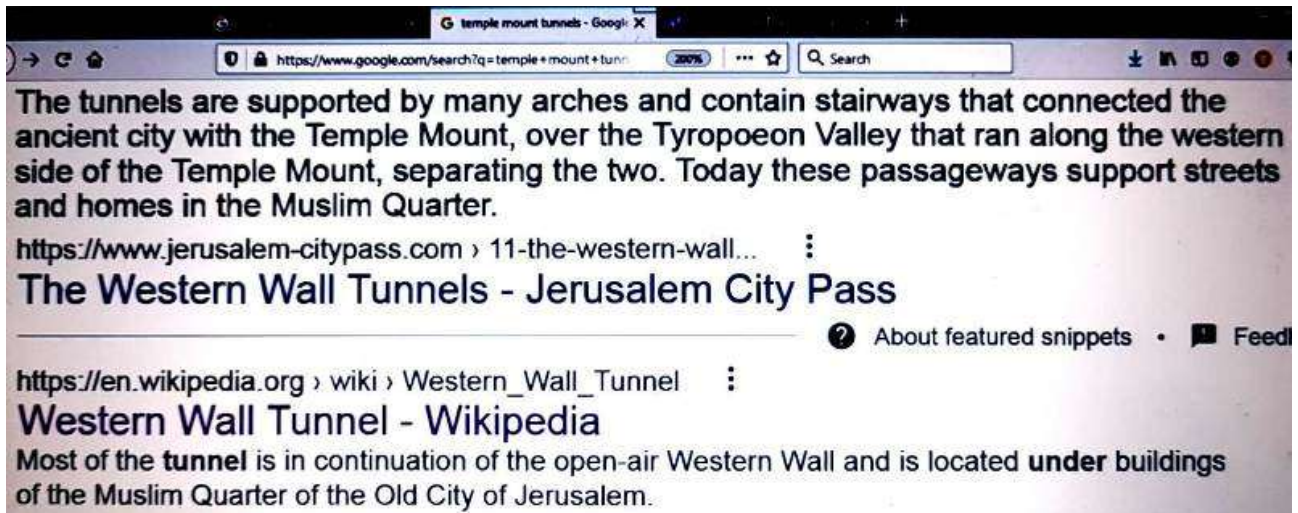 temple mount tunnels - Google
https://www.google.com/search?q=temple+mount+tunn
200%
Search
The tunnels are supported by many arches and contain stairways that connected the
ancient city with the Temple Mount, over the Tyropoeon Valley that ran along the western
side of the Temple Mount, separating the two. Today these passageways support streets
and homes in the Muslim Quarter.
https://www.jerusalem-citypass.com › 11-the-western-wall...
The Western Wall Tunnels - Jerusalem City Pass
About featured snippets • Feedb
https://en.wikipedia.org › wiki › Western_Wall_Tunnel
Western Wall Tunnel - Wikipedia
Most of the tunnel is in continuation of the open-air Western Wall and is located under buildings
of the Muslim Quarter of the Old City of Jerusalem.